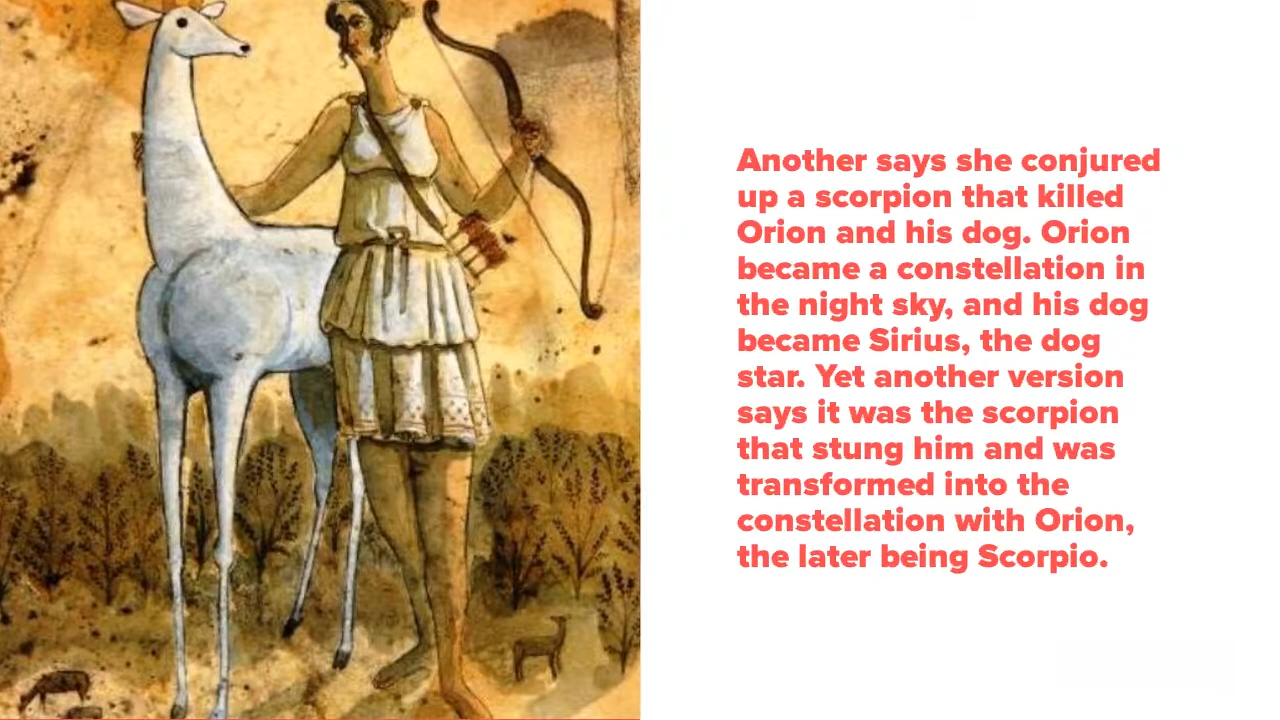 Another says she conjured
up a scorpion that killed
Orion and his dog. Orion
became a constellation in
the night sky, and his dog
became Sirius, the dog
star. Yet another version
says it was the scorpion
that stung him and was
transformed into the
constellation with Orion,
the later being Scorpio.